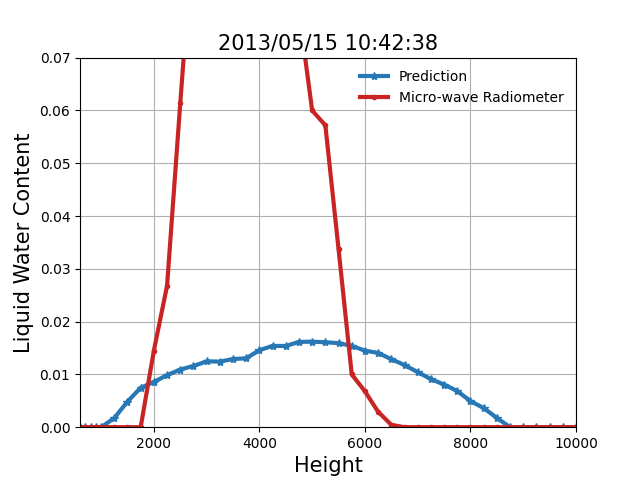 2013/05/15 10:42:38
Prediction
Micro-wave Radiometer
Liquid Water Content
0.07
0.06
0.05
0.04
0.03
0.02
0.01
0.00
2000 4000 6000 8000 10000
Height